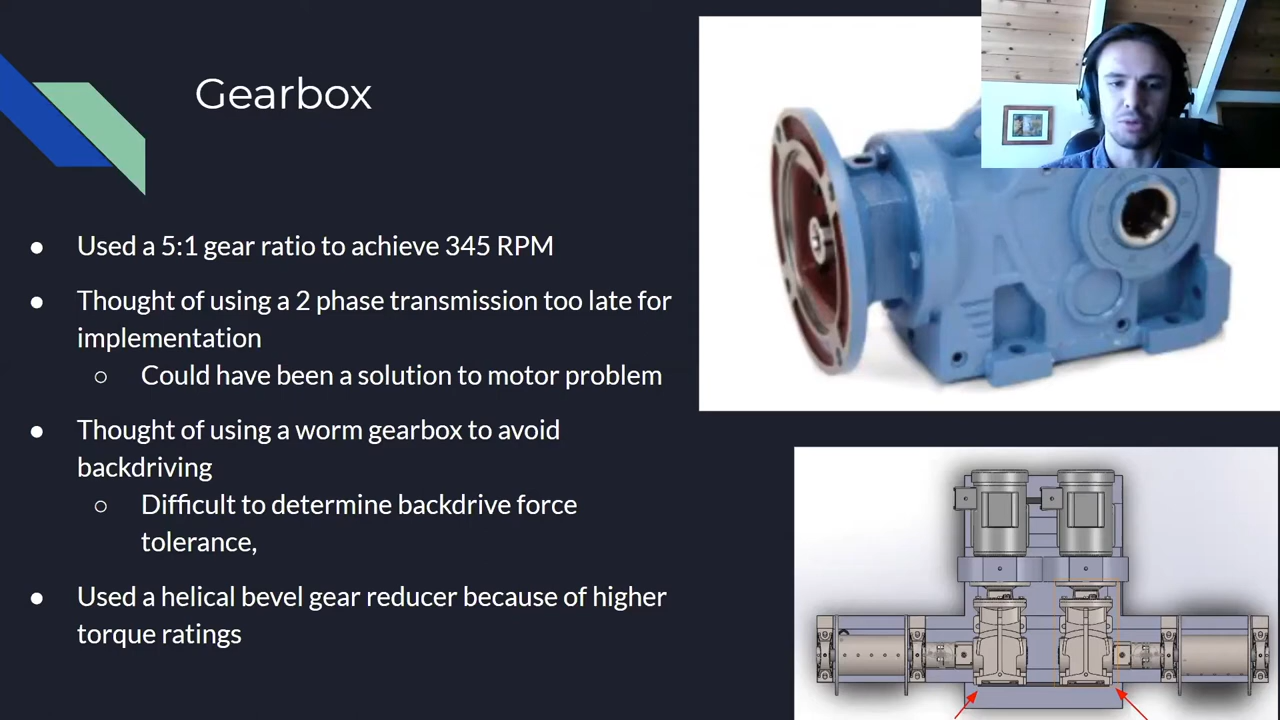 Gearbox
● Used a 5:1 gear ratio to achieve 345 RPM
● Thought of using a 2 phase transmission too late for
implementation
○ Could have been a solution to motor problem
● Thought of using a worm gearbox to avoid
backdriving
○ Difficult to determine backdrive force
tolerance,
● Used a helical bevel gear reducer because of higher
torque ratings